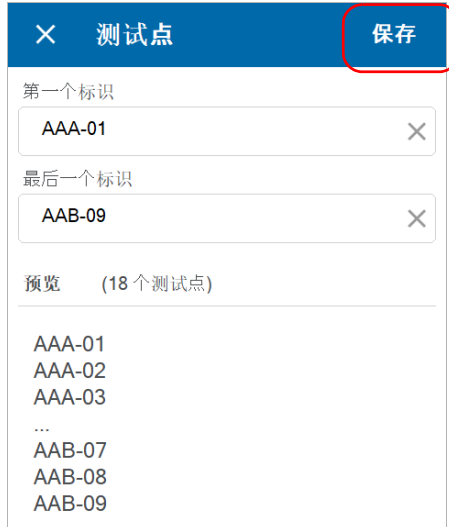 测试点 保存
第一个标识
AAA-01
最后一个标识
AAB-09
预览 (18 个测试点)
AAA-01
AAA-02
AAA-03
...
AAB-07
AAB-08
AAB-09